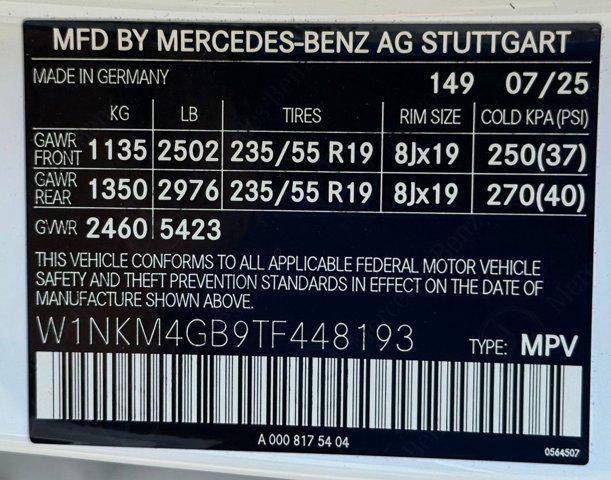 MFD BY MERCEDES-BENZ AG STUTTGART
MADE IN GERMANY 149 07/25
KG LB TIRES RIM SIZE COLD KPA (PSI)
GAWR FRONT 1135 2502 235/55 R19 8Jx19 250(37)
GAWR REAR 1350 2976 235/55 R19 8Jx19 270(40)
GVWR 2460 5423
THIS VEHICLE CONFORMS TO ALL APPLICABLE FEDERAL MOTOR VEHICLE
SAFETY AND THEFT PREVENTION STANDARDS IN EFFECT ON THE DATE OF
MANUFACTURE SHOWN ABOVE.
W1NKM4GB9TF448193 TYPE: MPV
A 000 817 54 04
0564507